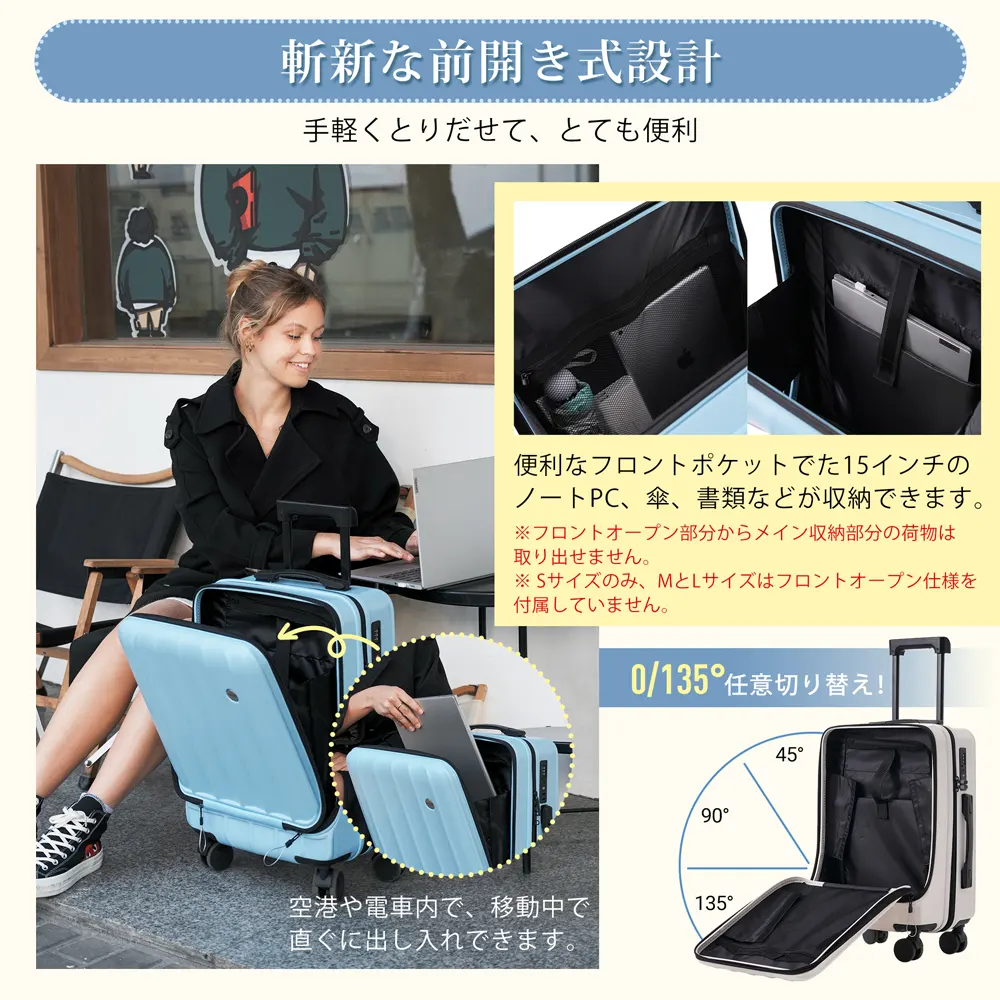 斬新な前開き式設計
手軽くとりだせて、とても便利
便利なフロントポケットでた15インチの
ノートPC、傘、書類などが収納できます。
※フロントオープン部分からメイン収納部分の荷物は
取り出せません。
※ Sサイズのみ、MとLサイズはフロントオープン仕様を
付属していません。
0/135°任意切り替え!
45°
90°
135°
空港や電車内で、移動中で
直ぐに出し入れできます。